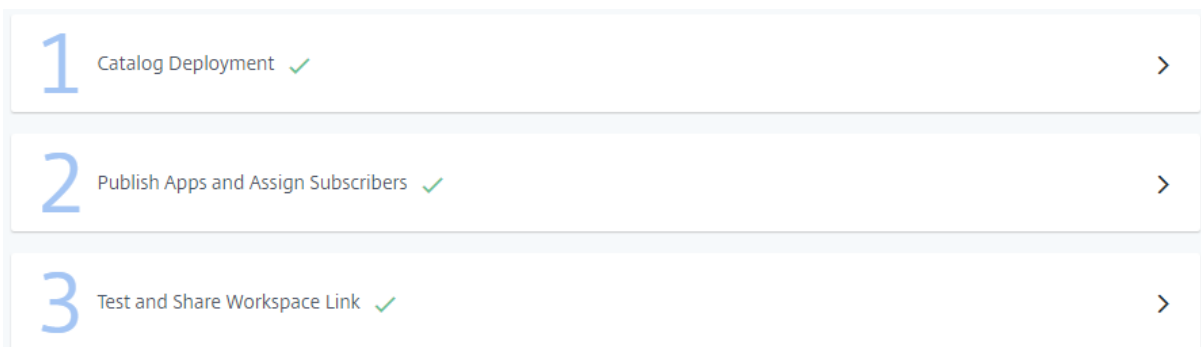 1 Catalog Deployment
2 Publish Apps and Assign Subscribers
3 Test and Share Workspace Link